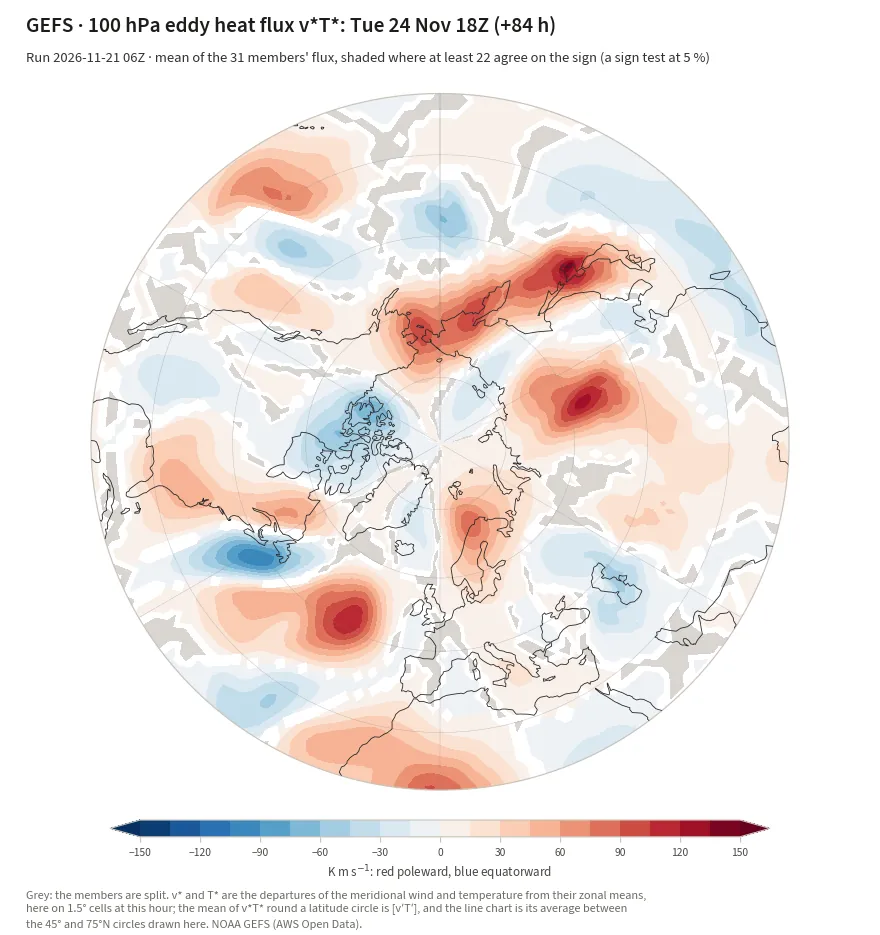 GEFS · 100 hPa eddy heat flux v*T*: Tue 24 Nov 18Z (+84 h)
Run 2026-11-21 06Z · mean of the 31 members' flux, shaded where at least 22 agree on the sign (a sign test at 5 %)
−150 −120 −90 −60 −30 0 30 60 90 120 150
K m s⁻¹: red poleward, blue equatorward
Grey: the members are split. v* and T* are the departures of the meridional wind and temperature from their zonal means,
here on 1.5° cells at this hour; the mean of v*T* round a latitude circle is [v'T'], and the line chart is its average between
the 45° and 75°N circles drawn here. NOAA GEFS (AWS Open Data).